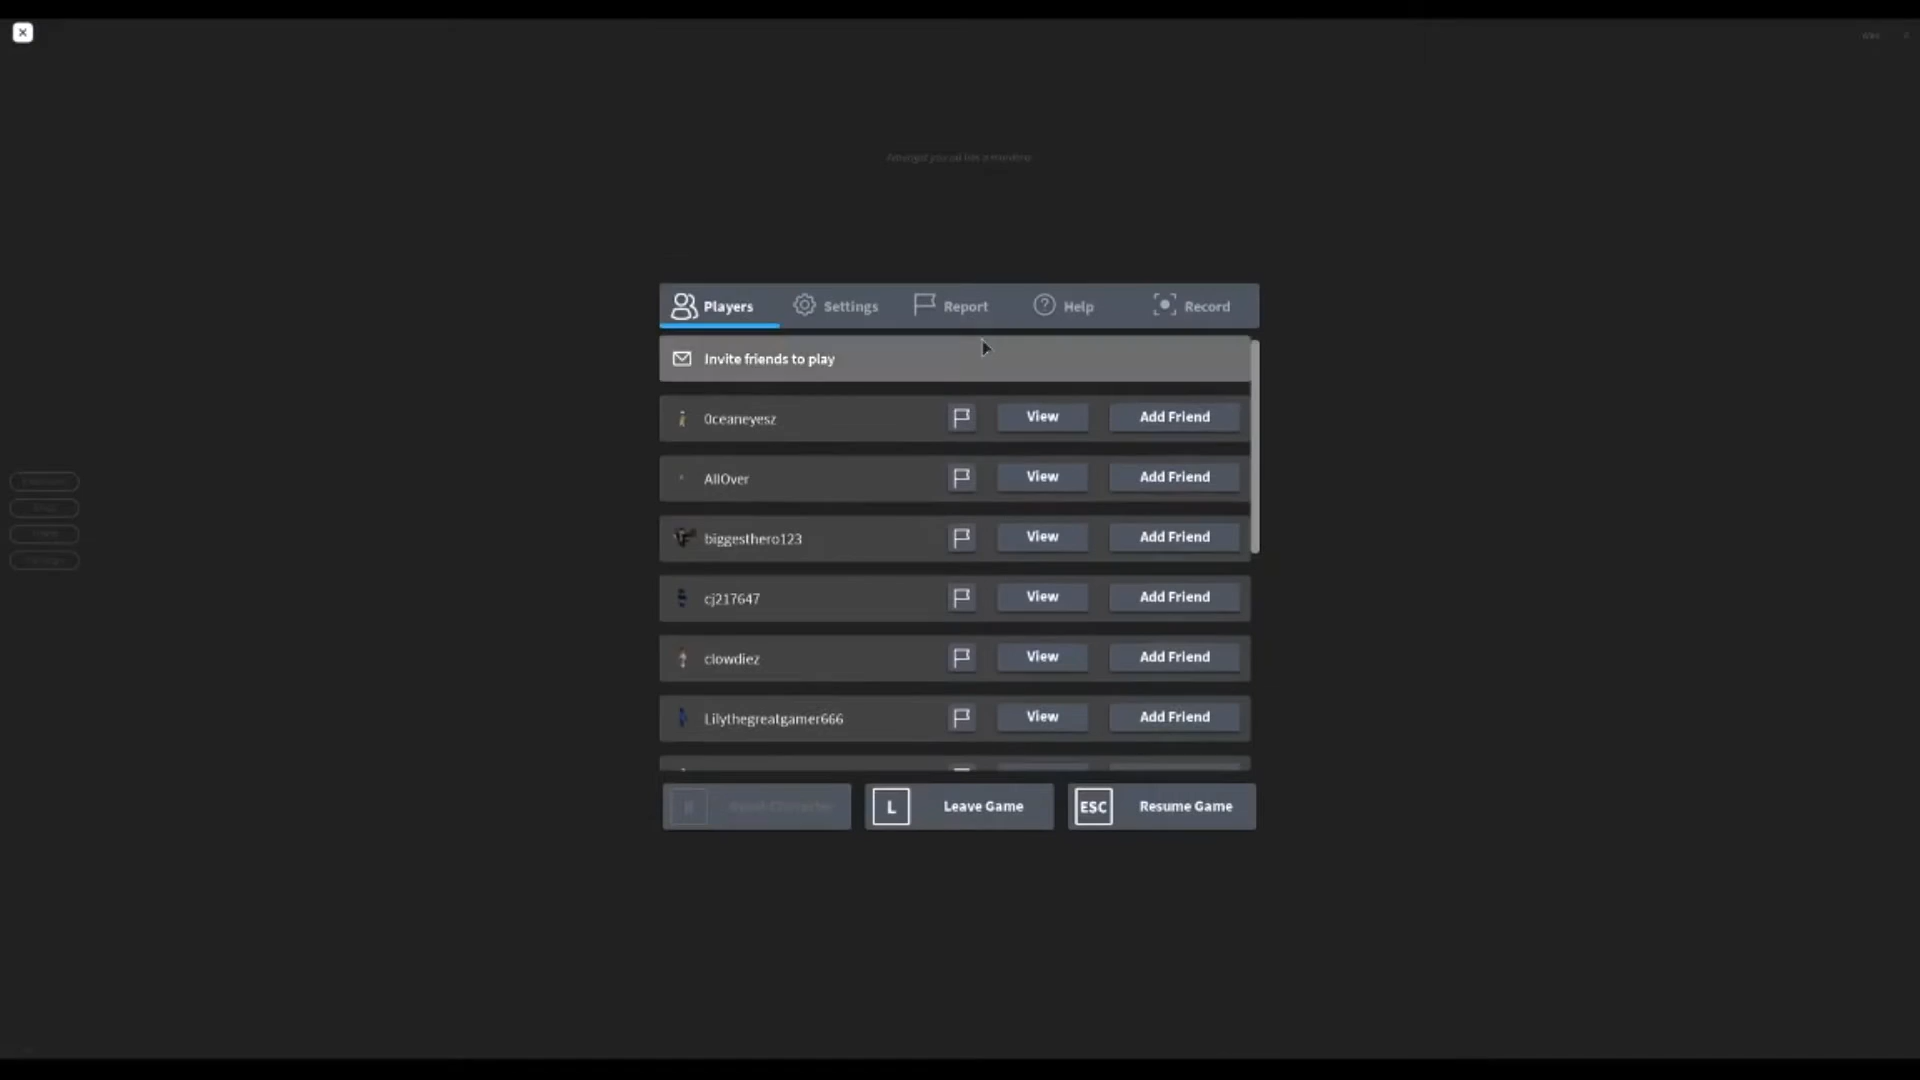 Players Settings Report Help Record
Invite friends to play
0ceaneyesz View Add Friend
AllOver View Add Friend
biggesthero123 View Add Friend
cj217647 View Add Friend
clowdiez View Add Friend
Lilythegreatgamer666 View Add Friend
L Leave Game ESC Resume Game